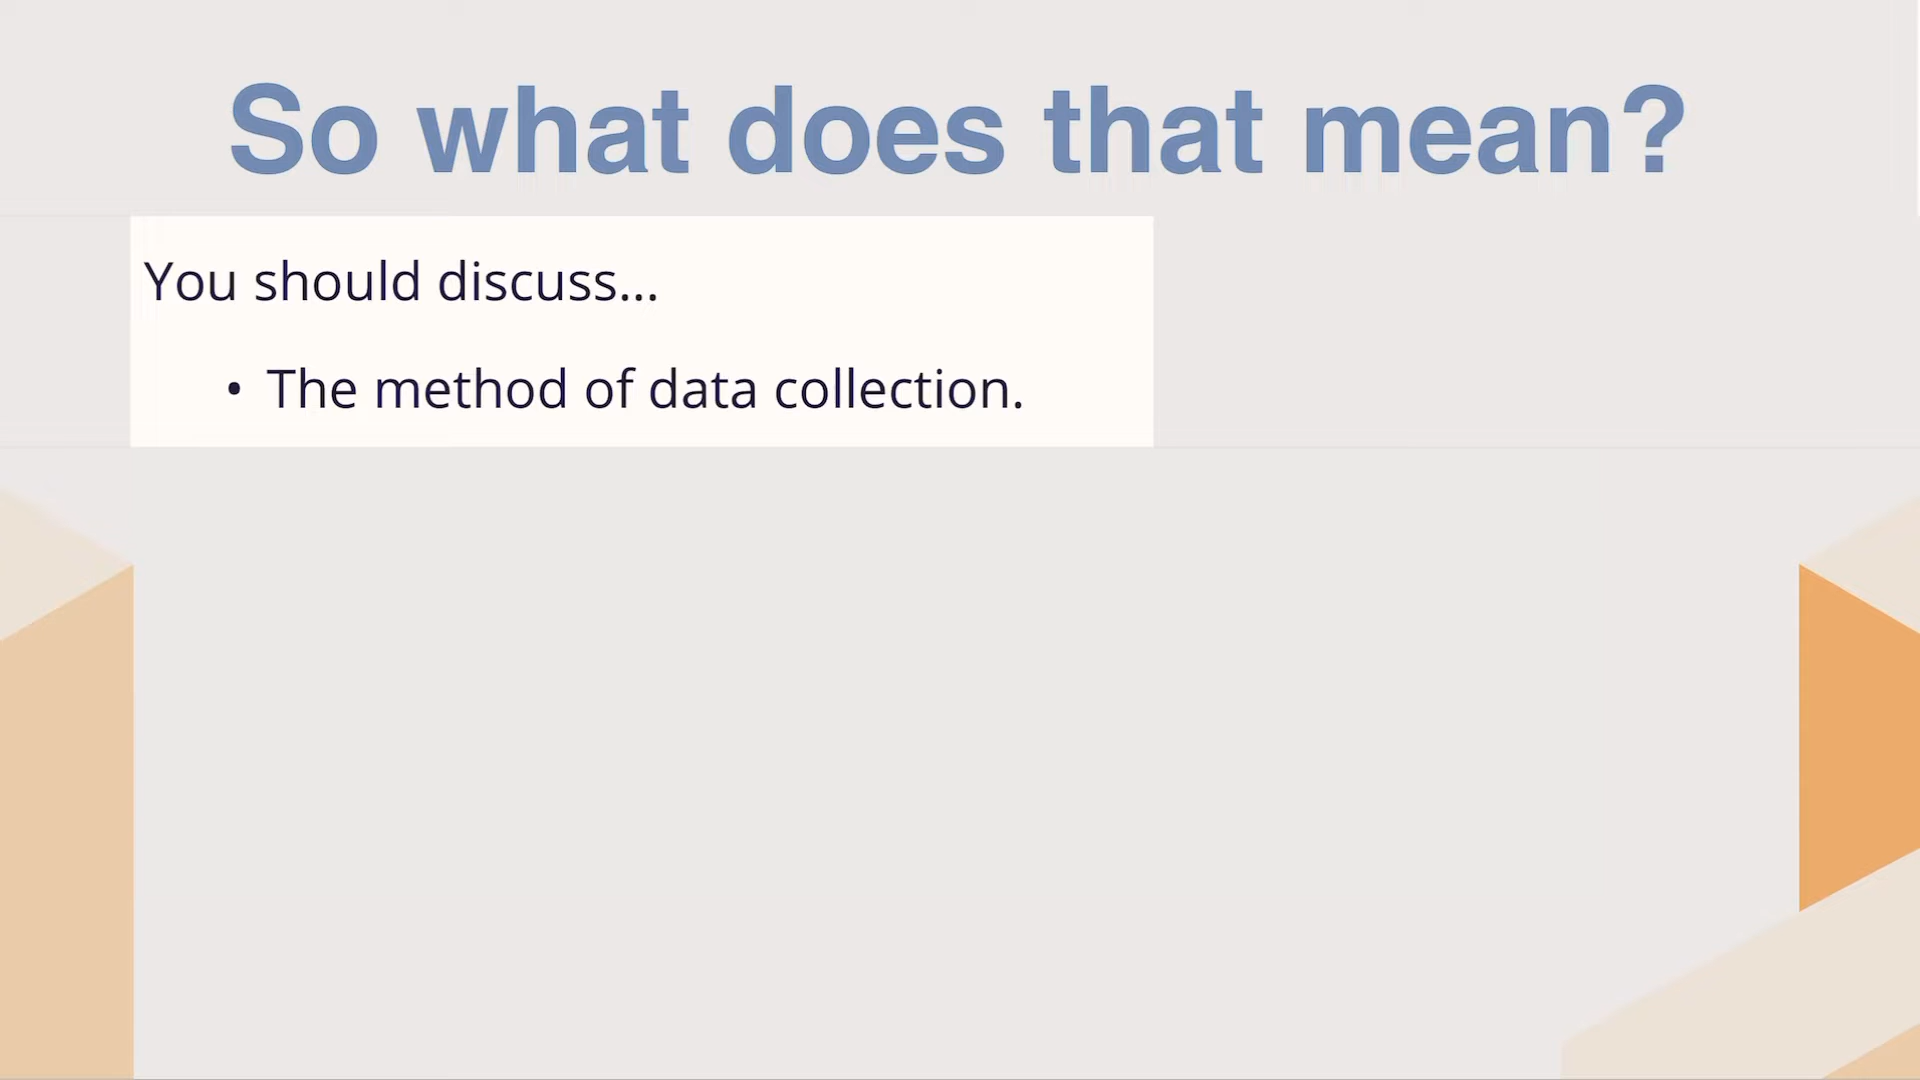 So what does that mean?
You should discuss...
• The method of data collection.